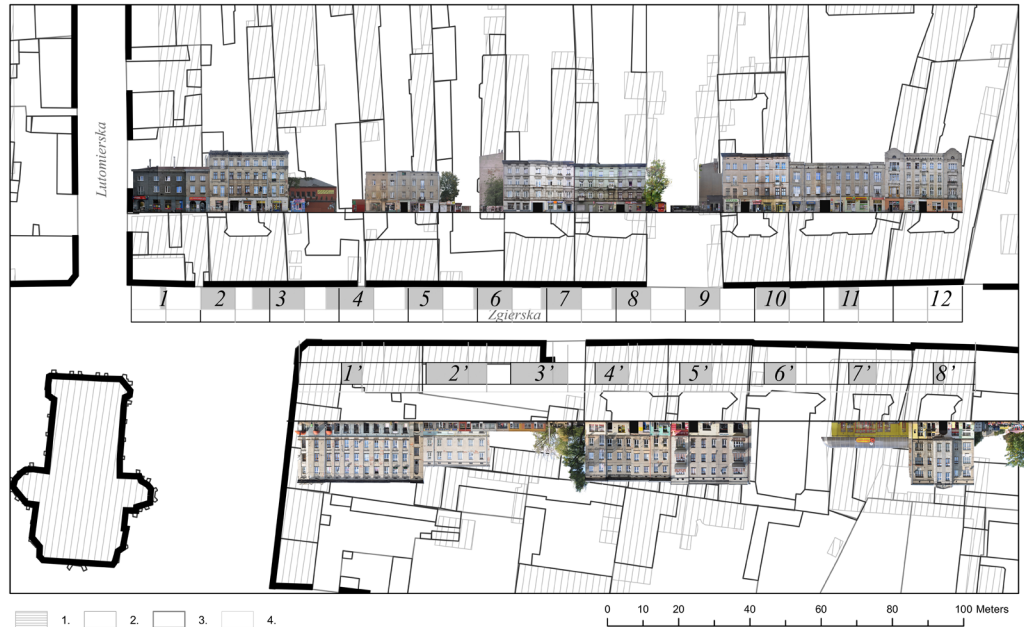 Lutomierska
1 2 3 4 5 6 7 8 9 10 11 12
Zgierska
1' 2' 3' 4' 5' 6' 7' 8'
1. 2. 3. 4.
0 10 20 40 60 80 100 Meters